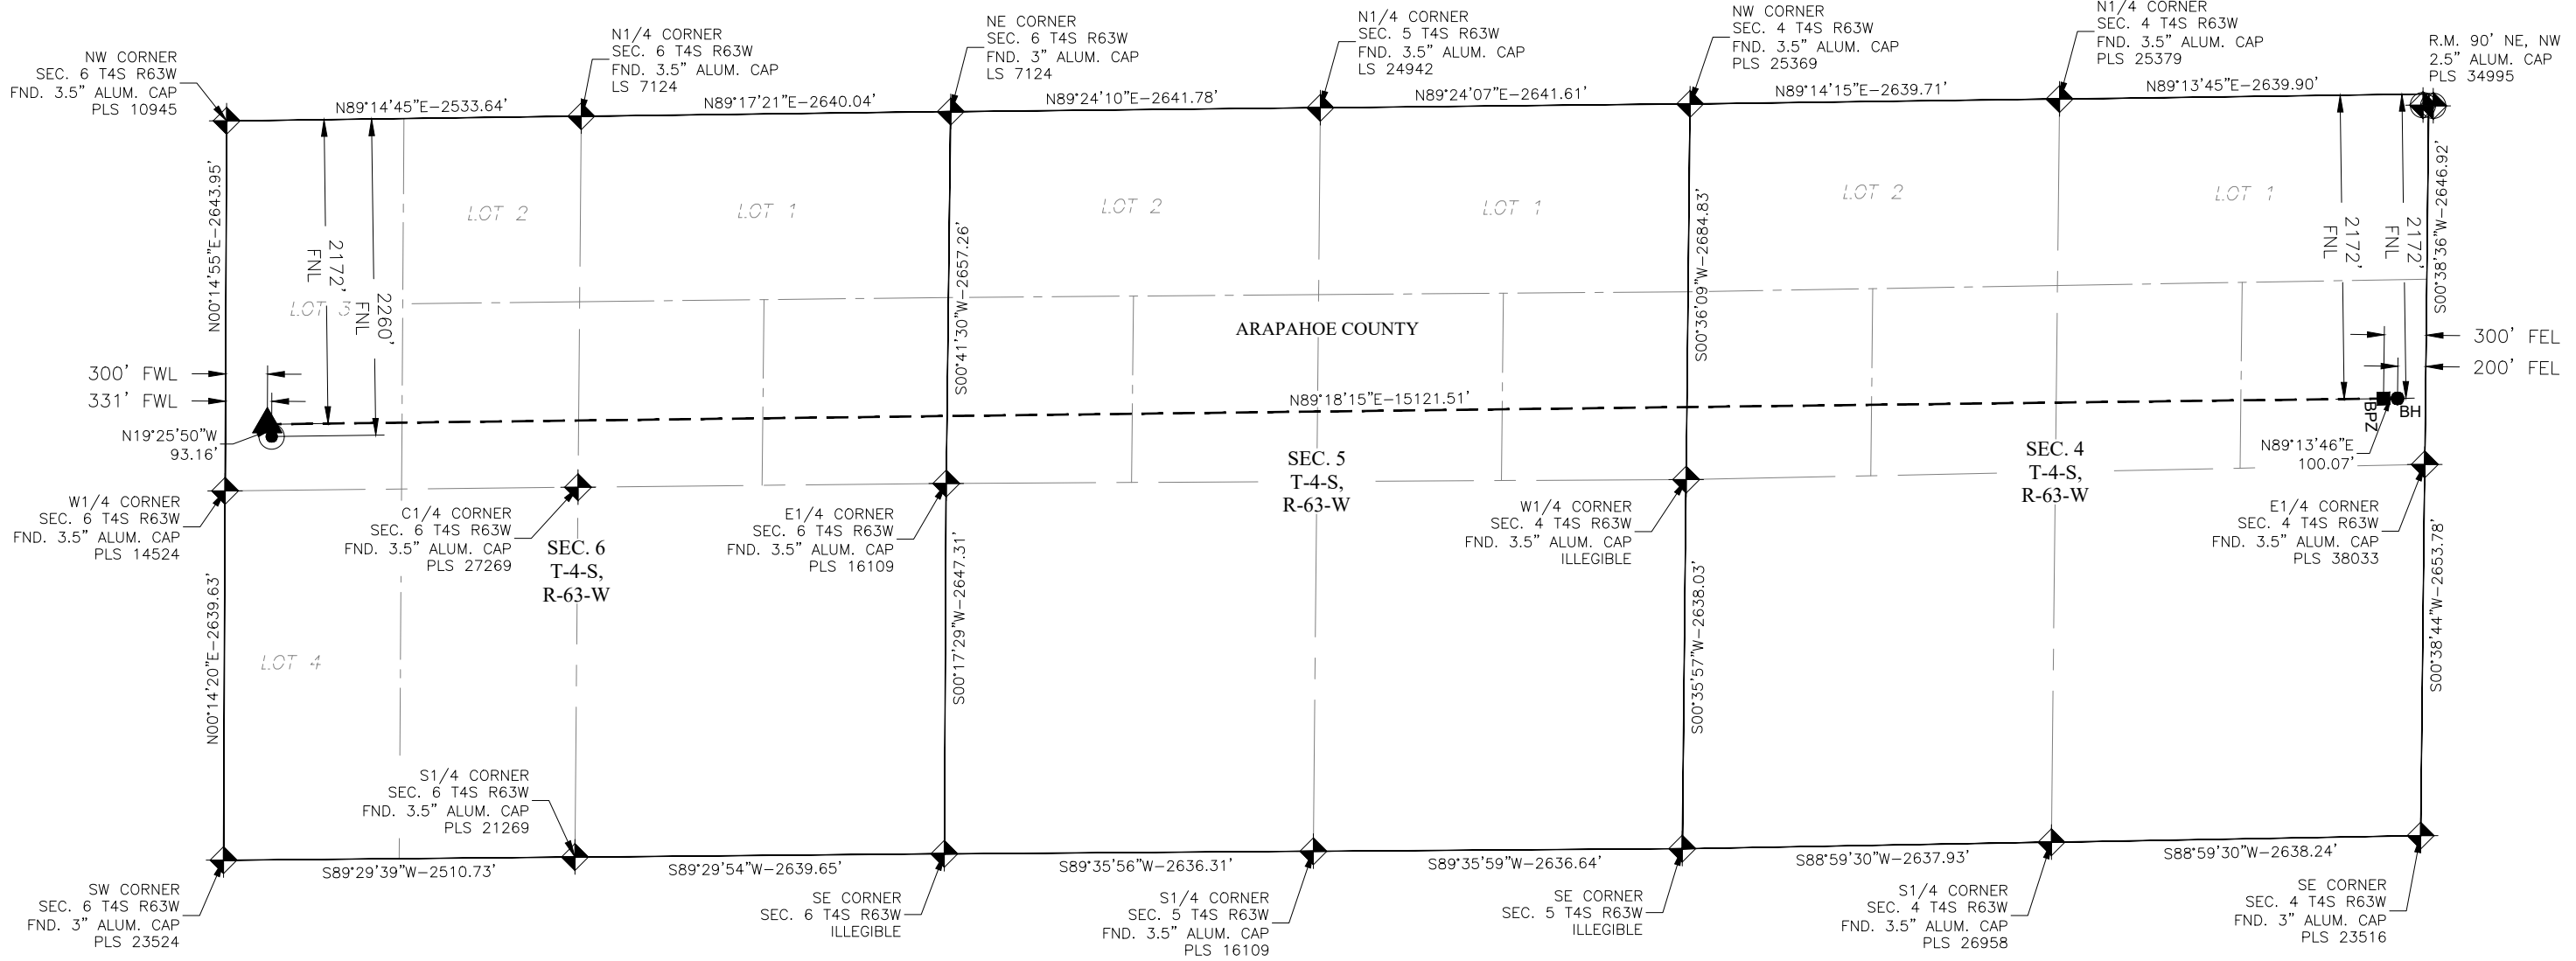 NW CORNER
SEC. 6 T4S R63W
FND. 3.5" ALUM. CAP
PLS 10945
N1/4 CORNER
SEC. 6 T4S R63W
FND. 3.5" ALUM. CAP
LS 7124
NE CORNER
SEC. 6 T4S R63W
FND. 3" ALUM. CAP
LS 7124
N1/4 CORNER
SEC. 5 T4S R63W
FND. 3.5" ALUM. CAP
LS 24942
NW CORNER
SEC. 4 T4S R63W
FND. 3.5" ALUM. CAP
PLS 25369
N1/4 CORNER
SEC. 4 T4S R63W
FND. 3.5" ALUM. CAP
PLS 25379
R.M. 90' NE, NW
2.5" ALUM. CAP
PLS 34995
N89°14'45"E-2533.64'
N89°17'21"E-2640.04'
N89°24'10"E-2641.78'
N89°24'07"E-2641.61'
N89°14'15"E-2639.71'
N89°13'45"E-2639.90'
N00°14'55"E-2643.95'
2172'
FNL
2260'
FNL
LOT 2
LOT 1
S00°41'30"W-2657.26'
LOT 2
LOT 1
S00°36'09"W-2684.83'
LOT 2
LOT 1
2172'
FNL
2172'
FNL
S00°38'36"W-2646.92'
LOT 3
ARAPAHOE COUNTY
300' FEL
200' FEL
300' FWL
331' FWL
N89°18'15"E-15121.51'
BPZ
BH
N19°25'50"W
93.16'
N89°13'46"E
100.07'
SEC. 5
T-4-S,
R-63-W
SEC. 4
T-4-S,
R-63-W
W1/4 CORNER
SEC. 6 T4S R63W
FND. 3.5" ALUM. CAP
PLS 14524
C1/4 CORNER
SEC. 6 T4S R63W
FND. 3.5" ALUM. CAP
PLS 27269
SEC. 6
T-4-S,
R-63-W
E1/4 CORNER
SEC. 6 T4S R63W
FND. 3.5" ALUM. CAP
PLS 16109
W1/4 CORNER
SEC. 4 T4S R63W
FND. 3.5" ALUM. CAP
ILLEGIBLE
E1/4 CORNER
SEC. 4 T4S R63W
FND. 3.5" ALUM. CAP
PLS 38033
N00°14'20"E-2639.63'
LOT 4
S00°17'29"W-2647.31'
S00°35'57"W-2638.03'
S00°38'44"W-2653.78'
S1/4 CORNER
SEC. 6 T4S R63W
FND. 3.5" ALUM. CAP
PLS 21269
S89°29'39"W-2510.73'
S89°29'54"W-2639.65'
S89°35'56"W-2636.31'
S89°35'59"W-2636.64'
S88°59'30"W-2637.93'
S88°59'30"W-2638.24'
SW CORNER
SEC. 6 T4S R63W
FND. 3" ALUM. CAP
PLS 23524
SE CORNER
SEC. 6 T4S R63W
ILLEGIBLE
S1/4 CORNER
SEC. 5 T4S R63W
FND. 3.5" ALUM. CAP
PLS 16109
SE CORNER
SEC. 5 T4S R63W
ILLEGIBLE
S1/4 CORNER
SEC. 4 T4S R63W
FND. 3.5" ALUM. CAP
PLS 26958
SE CORNER
SEC. 4 T4S R63W
FND. 3" ALUM. CAP
PLS 23516